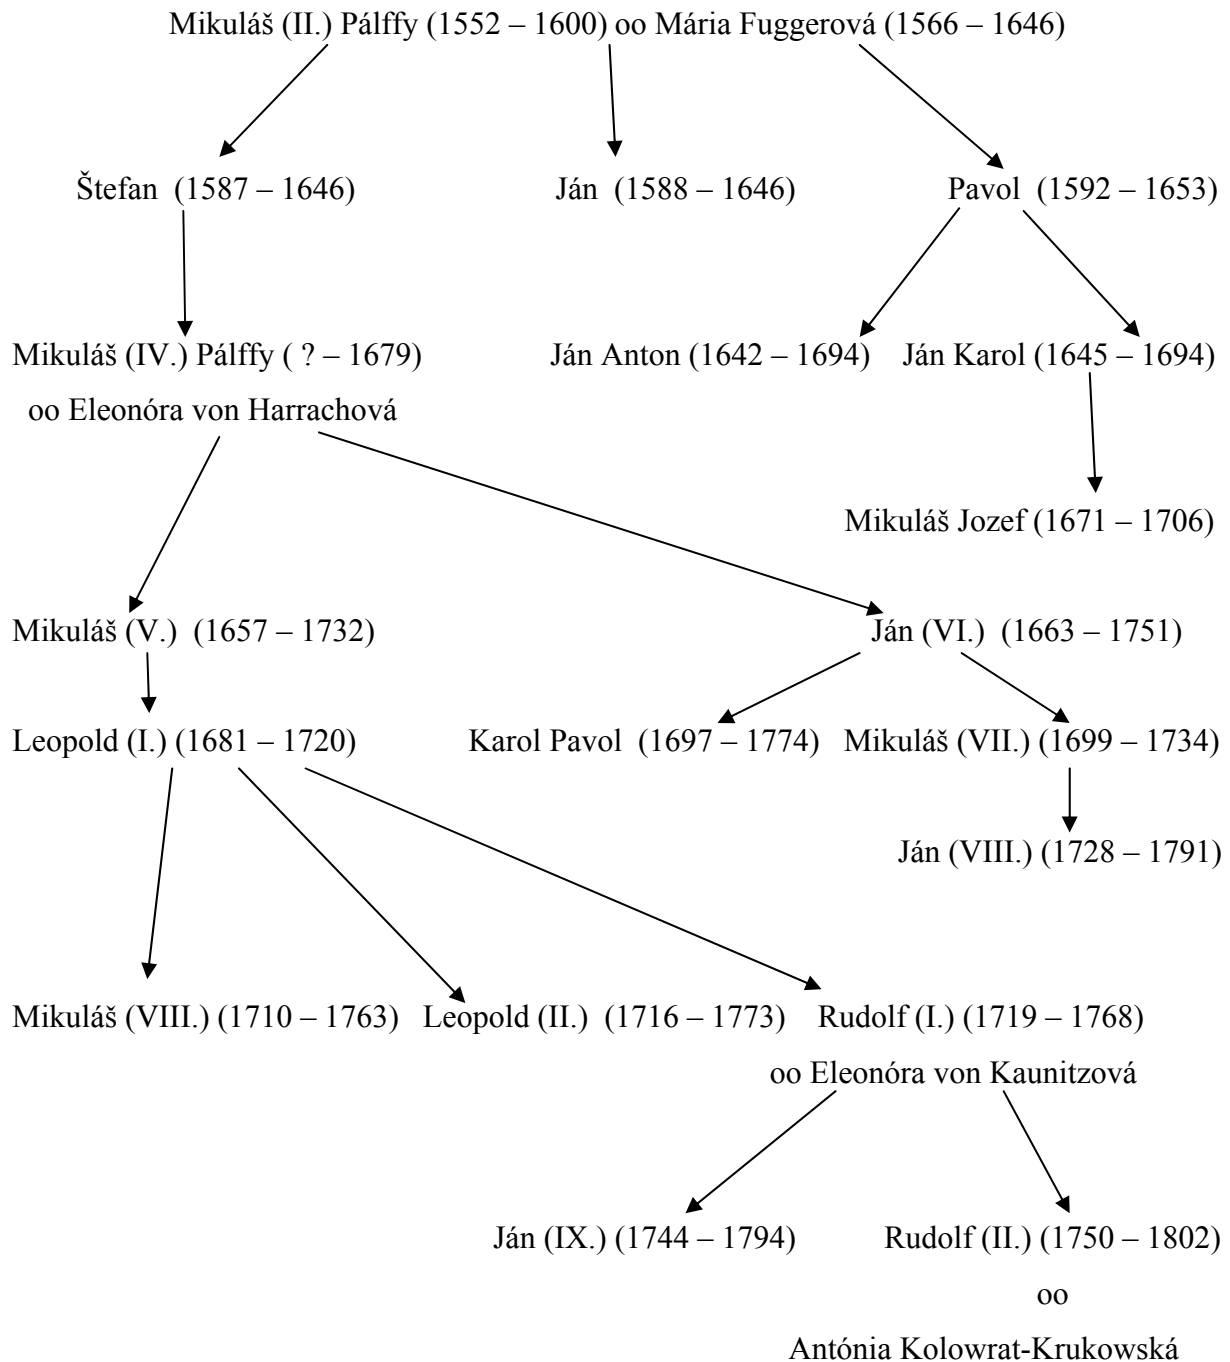 Mikuláš (II.) Pálffy (1552 – 1600) oo Mária Fuggerová (1566 – 1646)
Štefan (1587 – 1646) Ján (1588 – 1646) Pavol (1592 – 1653)
Mikuláš (IV.) Pálffy ( ? – 1679) Ján Anton (1642 – 1694) Ján Karol (1645 – 1694)
oo Eleonóra von Harrachová
Mikuláš Jozef (1671 – 1706)
Mikuláš (V.) (1657 – 1732) Ján (VI.) (1663 – 1751)
Leopold (I.) (1681 – 1720) Karol Pavol (1697 – 1774) Mikuláš (VII.) (1699 – 1734)
Ján (VIII.) (1728 – 1791)
Mikuláš (VIII.) (1710 – 1763) Leopold (II.) (1716 – 1773) Rudolf (I.) (1719 – 1768)
oo Eleonóra von Kaunitzová
Ján (IX.) (1744 – 1794) Rudolf (II.) (1750 – 1802)
oo
Antónia Kolowrat-Krukowská